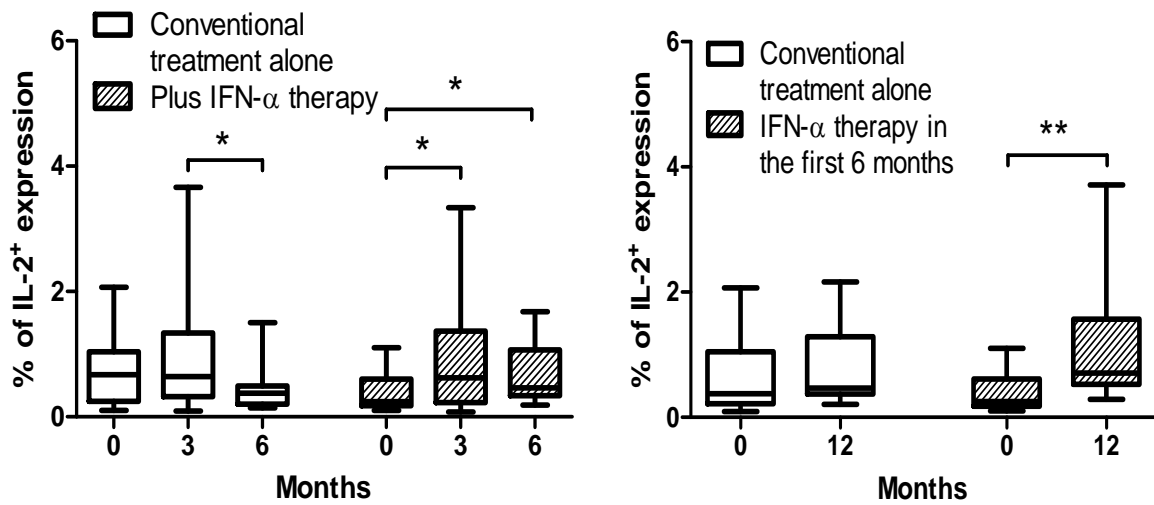 Conventional
treatment alone
Plus IFN-α therapy
% of IL-2⁺ expression
6
4
2
0
*
*
*
0 3 6 0 3 6
Months
Conventional
treatment alone
IFN-α therapy in
the first 6 months
% of IL-2⁺ expression
6
4
2
0
**
0 12 0 12
Months